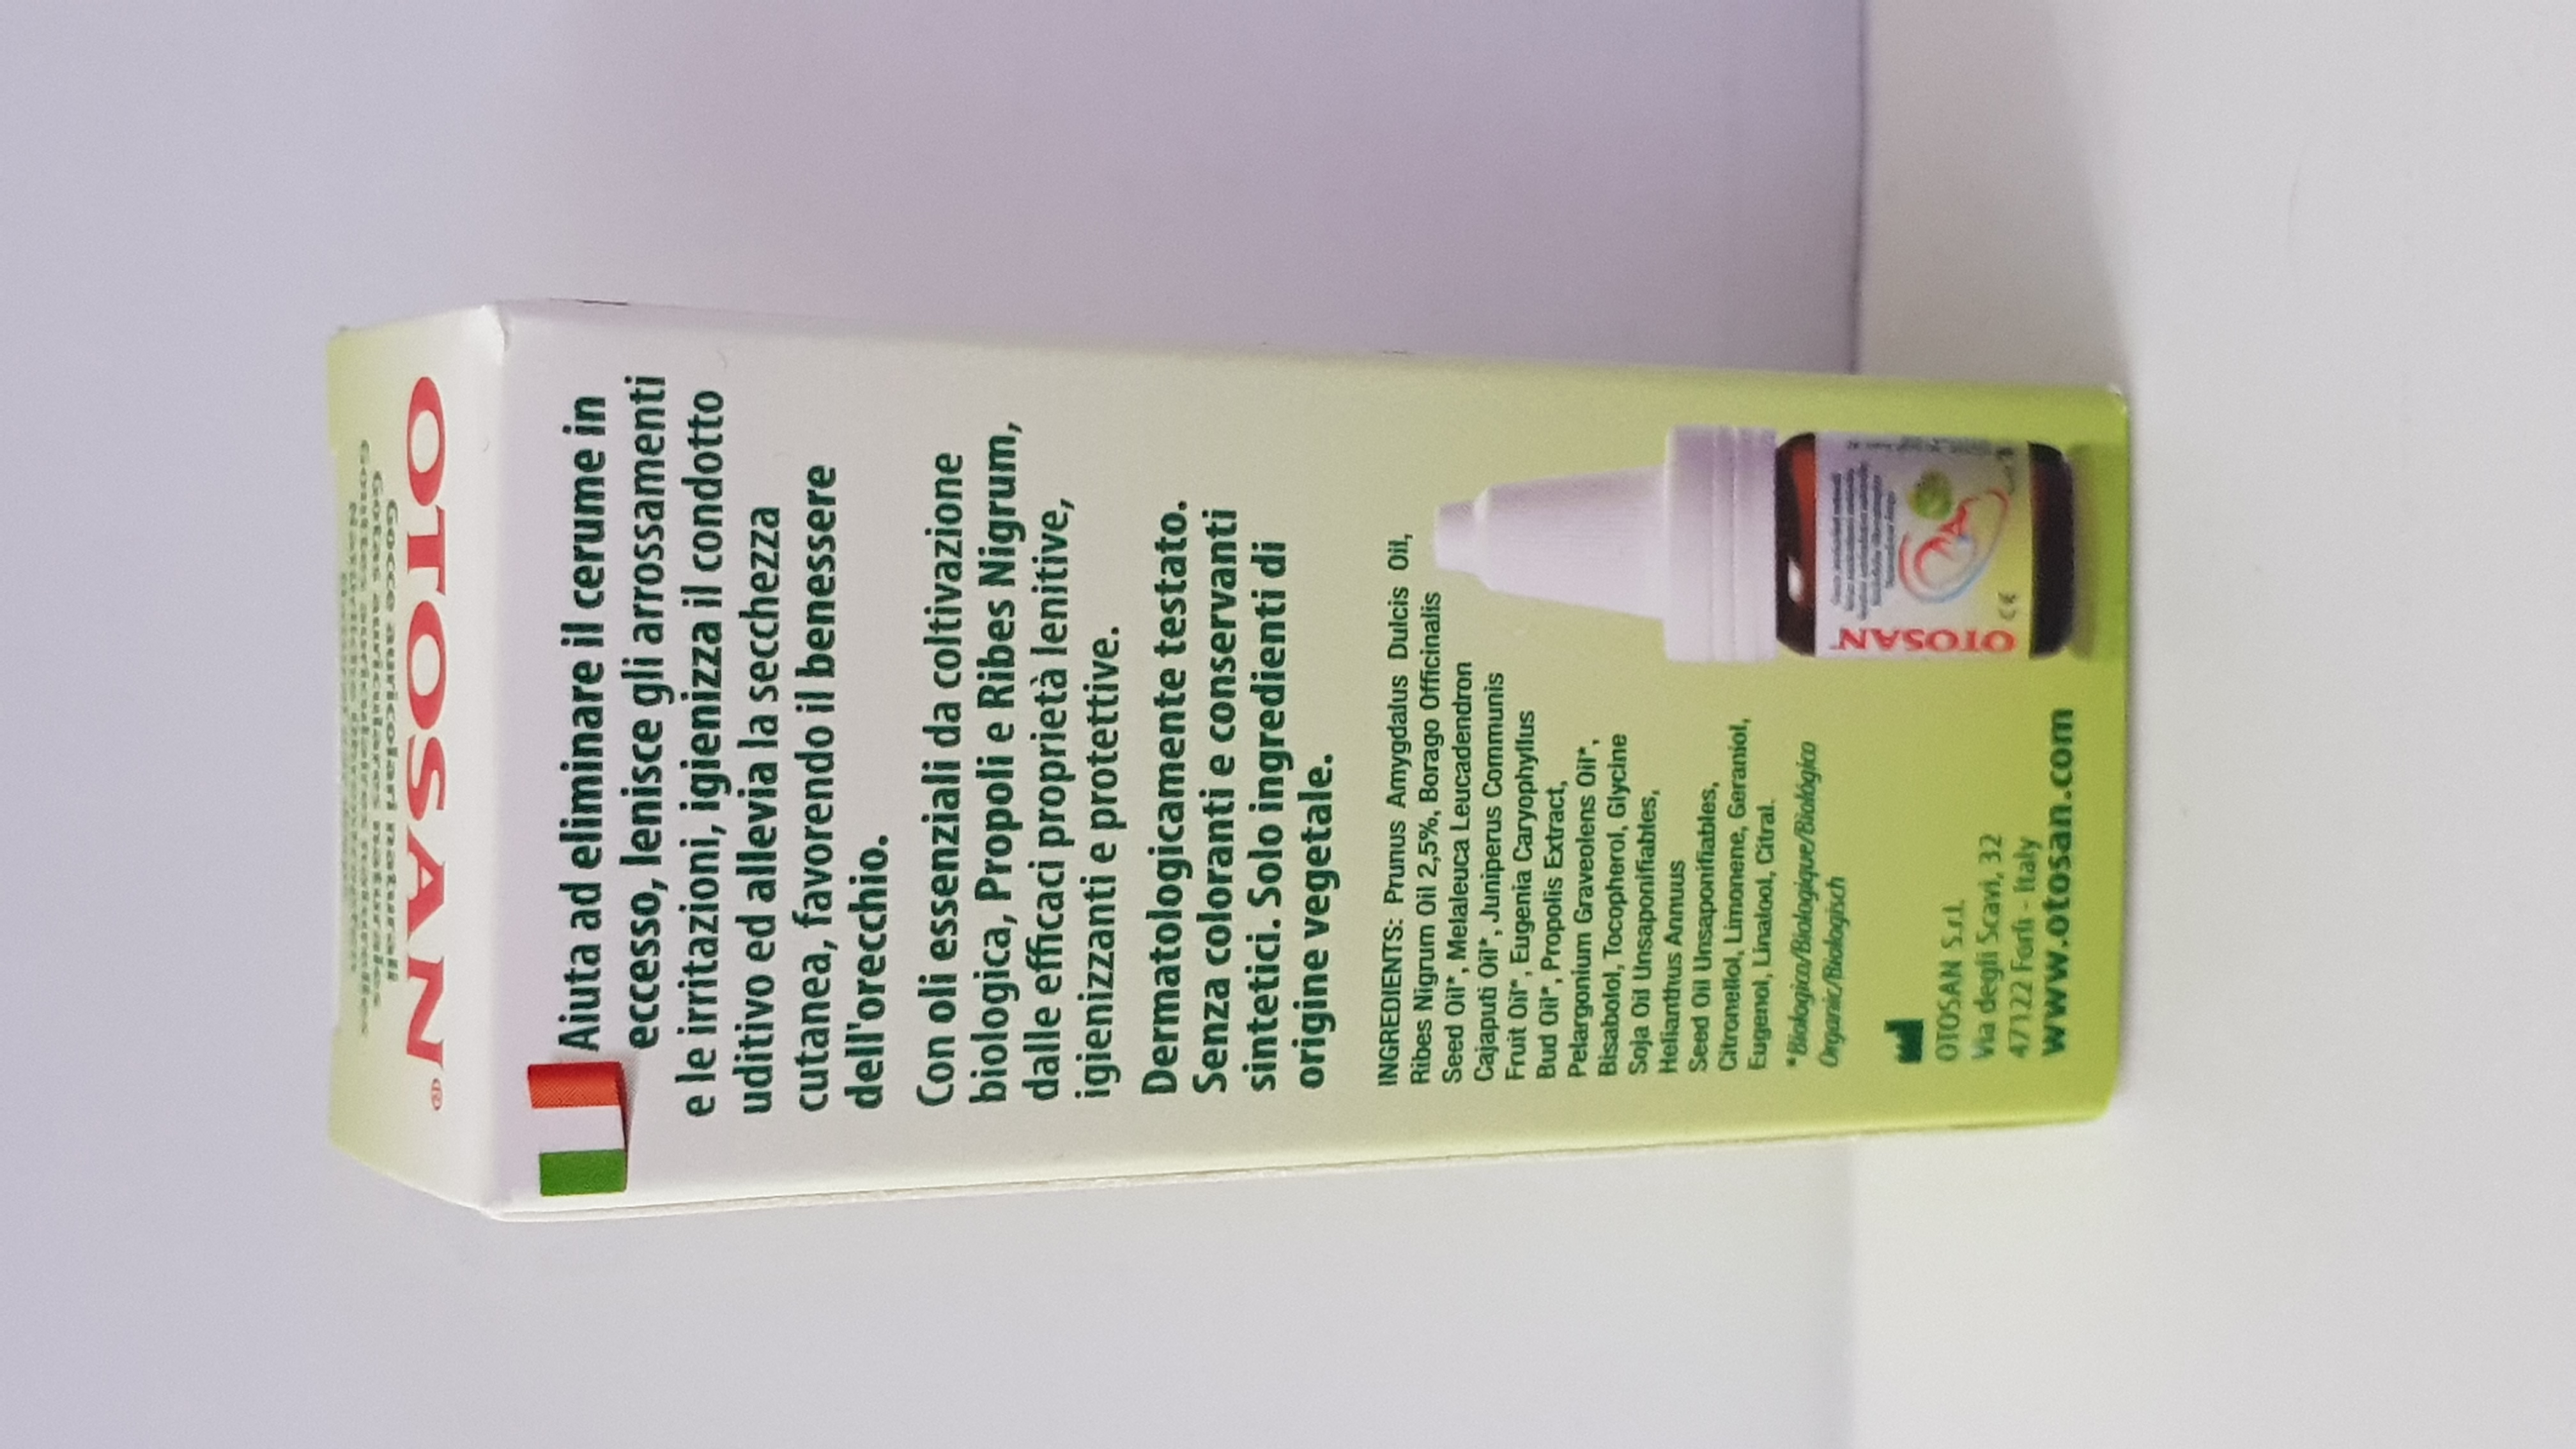 OTOSAN®
Gocce auricolari naturali
Gotas auriculares naturales
Aiuta ad eliminare il cerume in
eccesso, lenisce gli arrossamenti
e le irritazioni, igienizza il condotto
uditivo ed allevia la secchezza
cutanea, favorendo il benessere
dell'orecchio.
Con oli essenziali da coltivazione
biologica, Propoli e Ribes Nigrum,
dalle efficaci proprietà lenitive,
igienizzanti e protettive.
Dermatologicamente testato.
Senza coloranti e conservanti
sintetici. Solo ingredienti di
origine vegetale.
INGREDIENTS: Prunus Amygdalus Dulcis Oil,
Ribes Nigrum Oil 2,5%, Borago Officinalis
Seed Oil*, Melaleuca Leucadendron
Cajaputi Oil*, Juniperus Communis
Fruit Oil*, Eugenia Caryophyllus
Bud Oil*, Propolis Extract,
Pelargonium Graveolens Oil*,
Bisabolol, Tocopherol, Glycine
Soja Oil Unsaponifiables,
Helianthus Annuus
Seed Oil Unsaponifiables,
Citronellol, Limonene, Geraniol,
Eugenol, Linalool, Citral.
*Biologico/Biologique/Biológico
Organic/Biologisch
OTOSAN S.r.l.
Via degli Scavi, 32
47122 Forlì - Italy
www.otosan.com
OTOSAN
CE